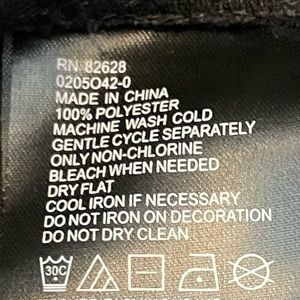 RN 82628
0205O42-0
MADE IN CHINA
100% POLYESTER
MACHINE WASH COLD
GENTLE CYCLE SEPARATELY
ONLY NON-CHLORINE
BLEACH WHEN NEEDED
DRY FLAT
COOL IRON IF NECESSARY
DO NOT IRON ON DECORATION
DO NOT DRY CLEAN
30C